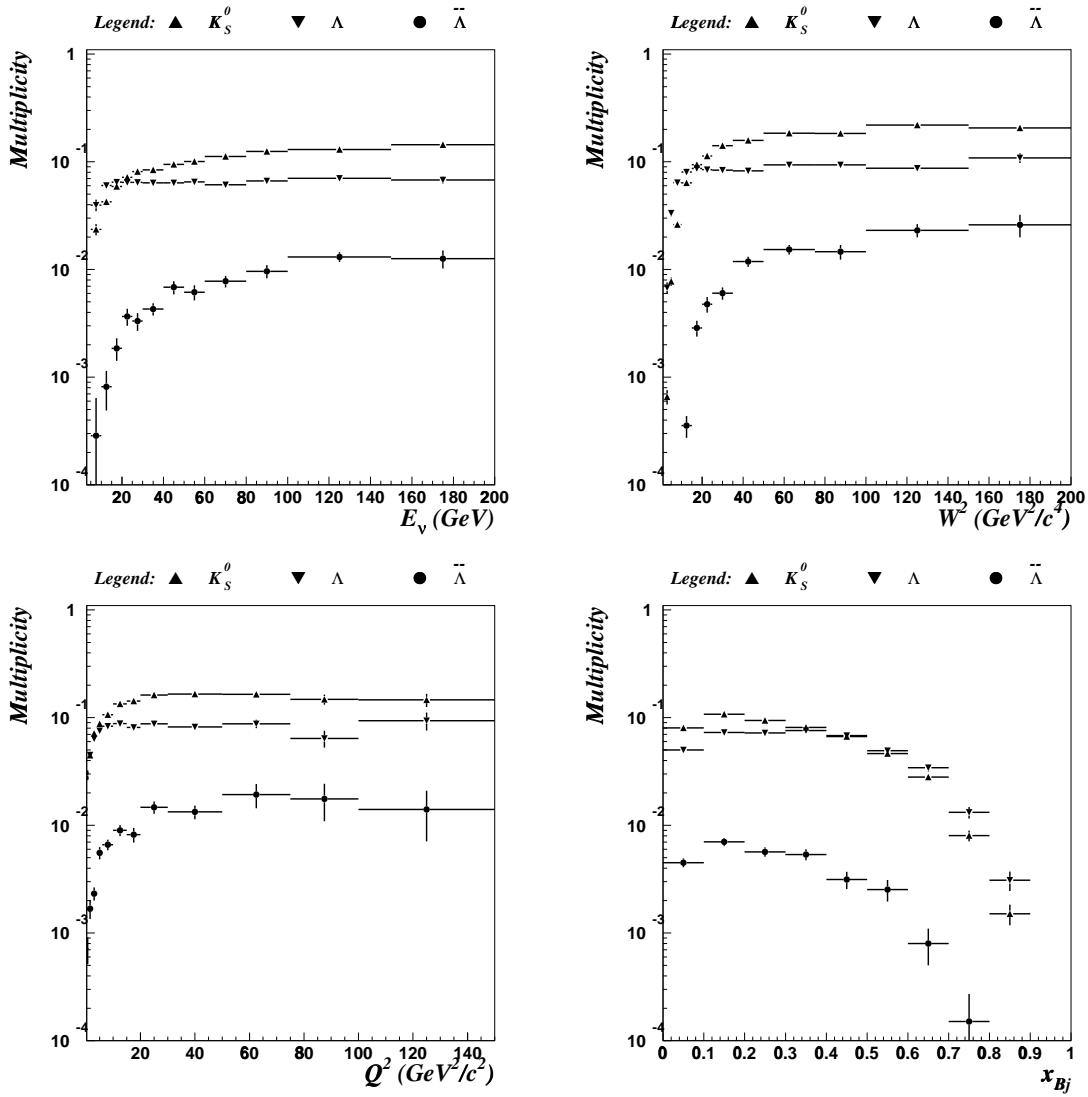 Legend: ▲ K_S^0 ▼ Λ ● Λ̄
Multiplicity
1
10^-1
10^-2
10^-3
10^-4
20 40 60 80 100 120 140 160 180 200
E_ν (GeV)
Legend: ▲ K_S^0 ▼ Λ ● Λ̄
Multiplicity
1
10^-1
10^-2
10^-3
10^-4
20 40 60 80 100 120 140 160 180 200
W^2 (GeV^2/c^4)
Legend: ▲ K_S^0 ▼ Λ ● Λ̄
Multiplicity
1
10^-1
10^-2
10^-3
10^-4
20 40 60 80 100 120 140
Q^2 (GeV^2/c^2)
Legend: ▲ K_S^0 ▼ Λ ● Λ̄
Multiplicity
1
10^-1
10^-2
10^-3
10^-4
0 0.1 0.2 0.3 0.4 0.5 0.6 0.7 0.8 0.9 1
x_Bj